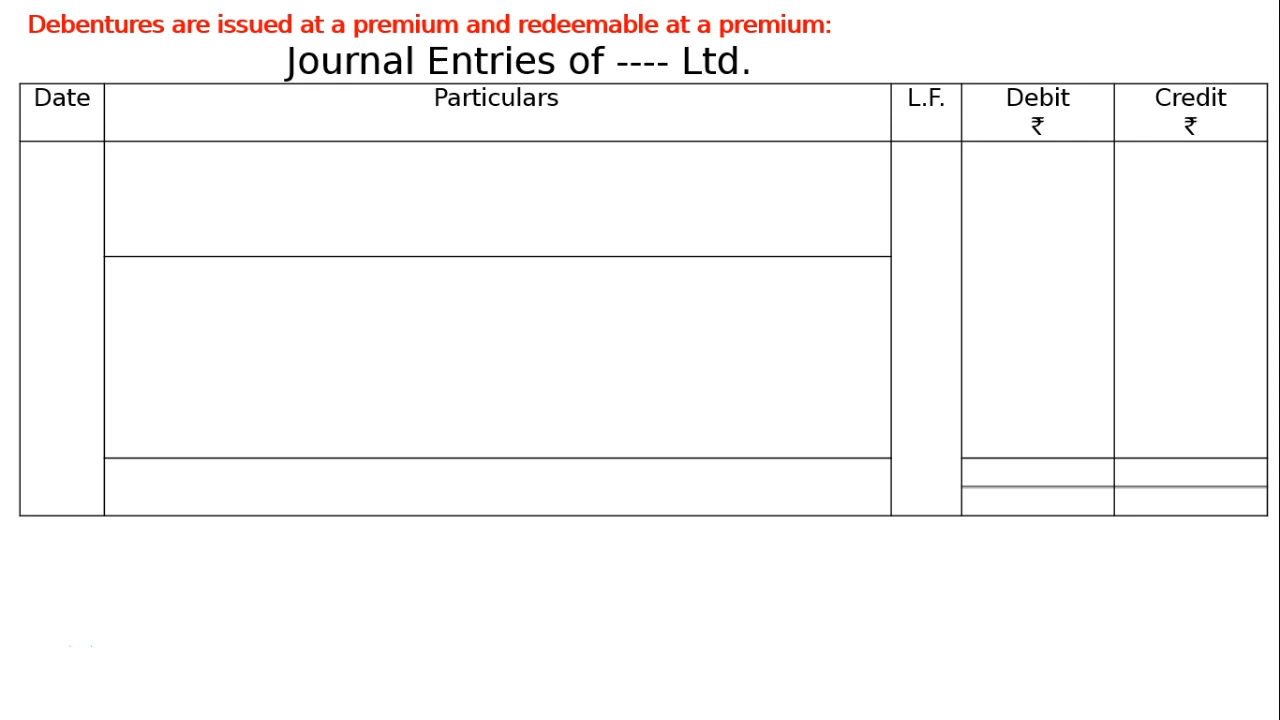 Debentures are issued at a premium and redeemable at a premium:
Journal Entries of ---- Ltd.
Date Particulars L.F. Debit Credit
₹ ₹